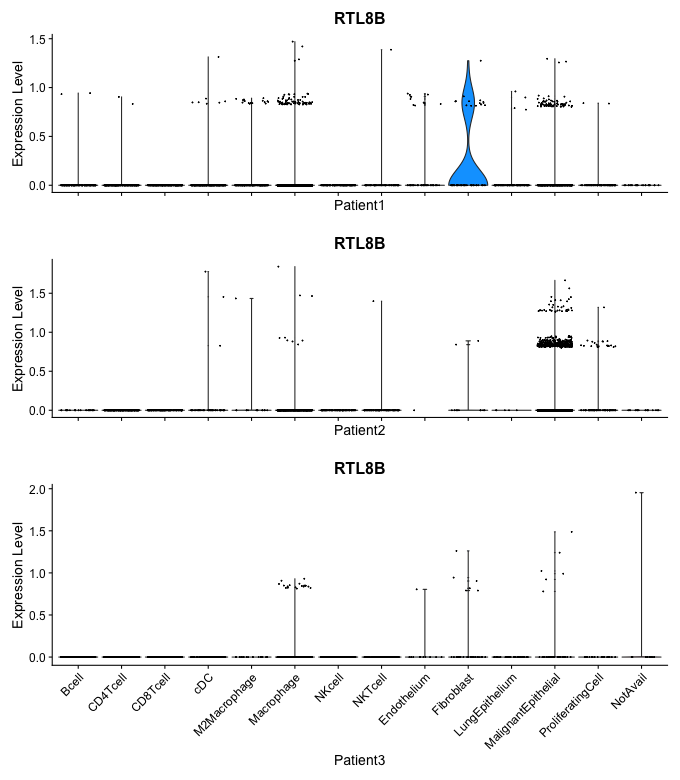 RTL8B
Expression Level
1.5
1.0
0.5
0.0
Patient1
RTL8B
Expression Level
1.5
1.0
0.5
0.0
Patient2
RTL8B
Expression Level
2.0
1.5
1.0
0.5
0.0
Bcell
CD4Tcell
CD8Tcell
cDC
M2Macrophage
Macrophage
NKcell
NKTcell
Endothelium
Fibroblast
LungEpithelium
MalignantEpithelial
ProliferatingCell
NotAvail
Patient3